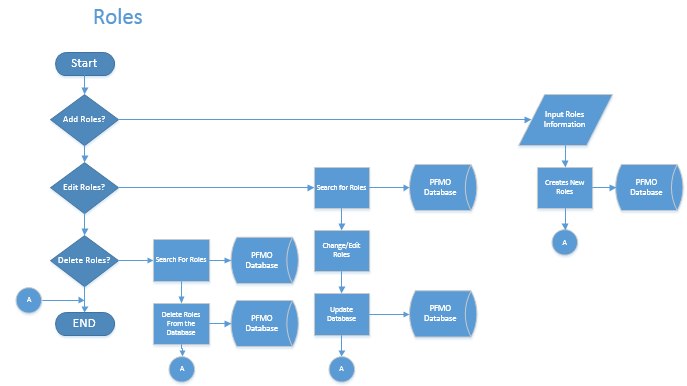 Roles
Start
Add Roles?
Input Roles
Information
Edit Roles?
Search for Roles
PFMO
Database
Creates New
Roles
PFMO
Database
Delete Roles?
Search For Roles
PFMO
Database
Change/Edit
Roles
A
A
END
Delete Roles
From the
Database
PFMO
Database
Update
Database
PFMO
Database
A
A